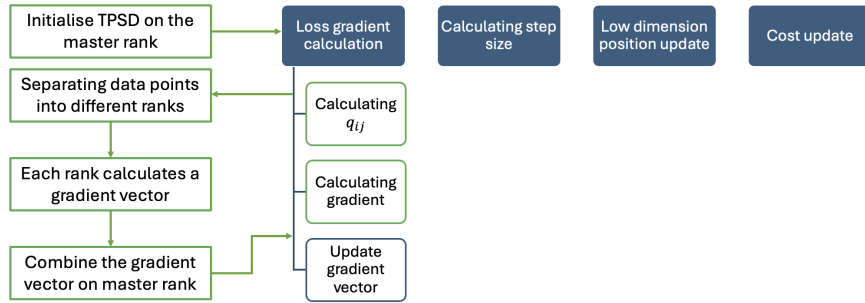 Initialise TPSD on the
master rank
Loss gradient
calculation
Calculating step
size
Low dimension
position update
Cost update
Separating data points
into different ranks
Calculating
q_ij
Each rank calculates a
gradient vector
Calculating
gradient
Combine the gradient
vector on master rank
Update
gradient
vector